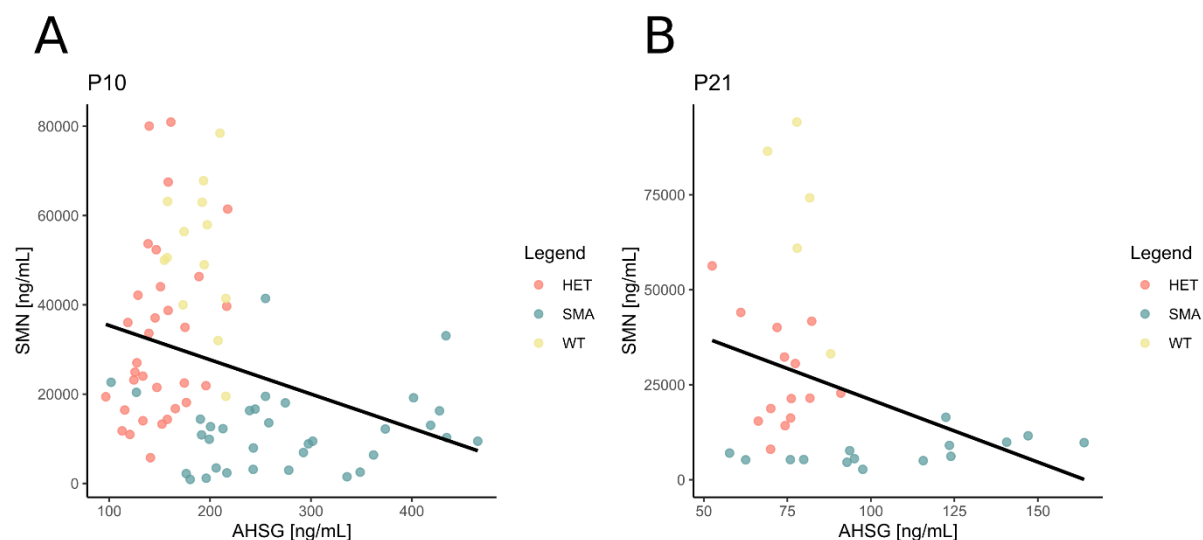 A
P10
SMN [ng/mL]
80000
60000
40000
20000
0
100
200
300
400
AHSG [ng/mL]
Legend
HET
SMA
WT
B
P21
SMN [ng/mL]
75000
50000
25000
0
50
75
100
125
150
AHSG [ng/mL]
Legend
HET
SMA
WT